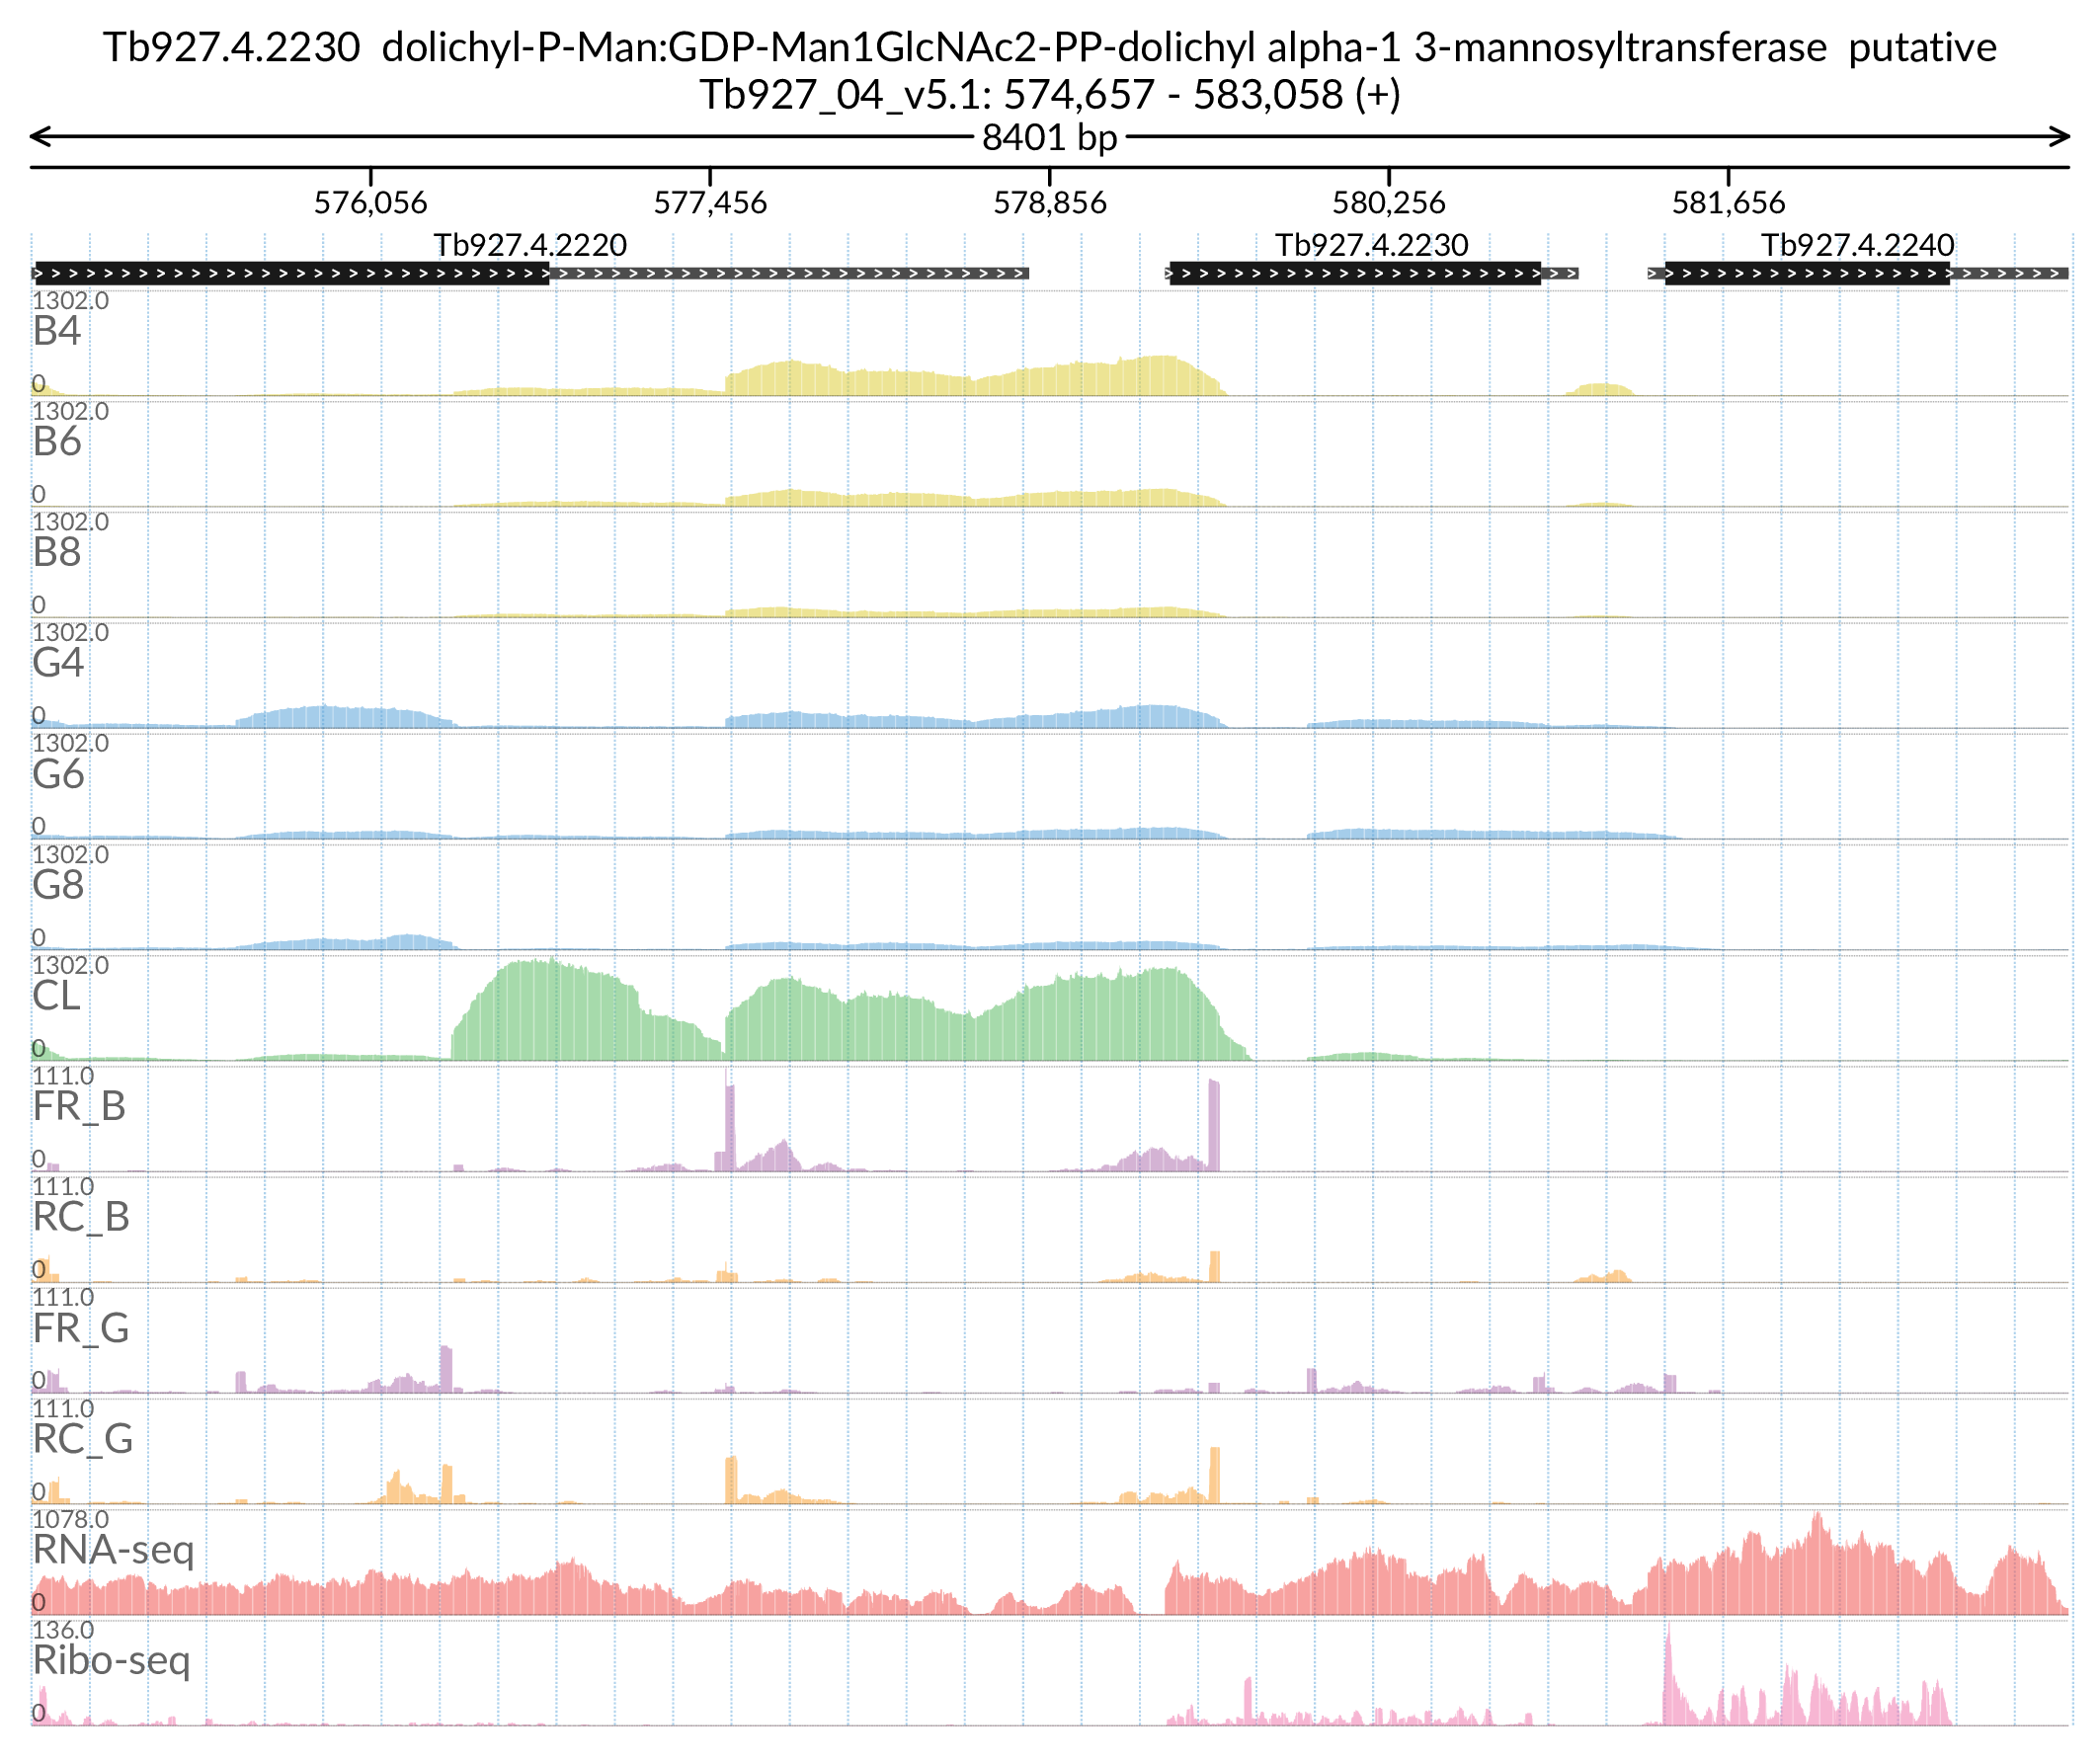 Tb927.4.2230  dolichyl-P-Man:GDP-Man1GlcNAc2-PP-dolichyl alpha-1 3-mannosyltransferase  putative
Tb927_04_v5.1: 574,657 - 583,058 (+)
8401 bp
576,056 577,456 578,856 580,256 581,656
Tb927.4.2220 Tb927.4.2230 Tb927.4.2240
1302.0
B4
0
1302.0
B6
0
1302.0
B8
0
1302.0
G4
0
1302.0
G6
0
1302.0
G8
0
1302.0
CL
0
111.0
FR_B
0
111.0
RC_B
0
111.0
FR_G
0
111.0
RC_G
0
1078.0
RNA-seq
0
136.0
Ribo-seq
0